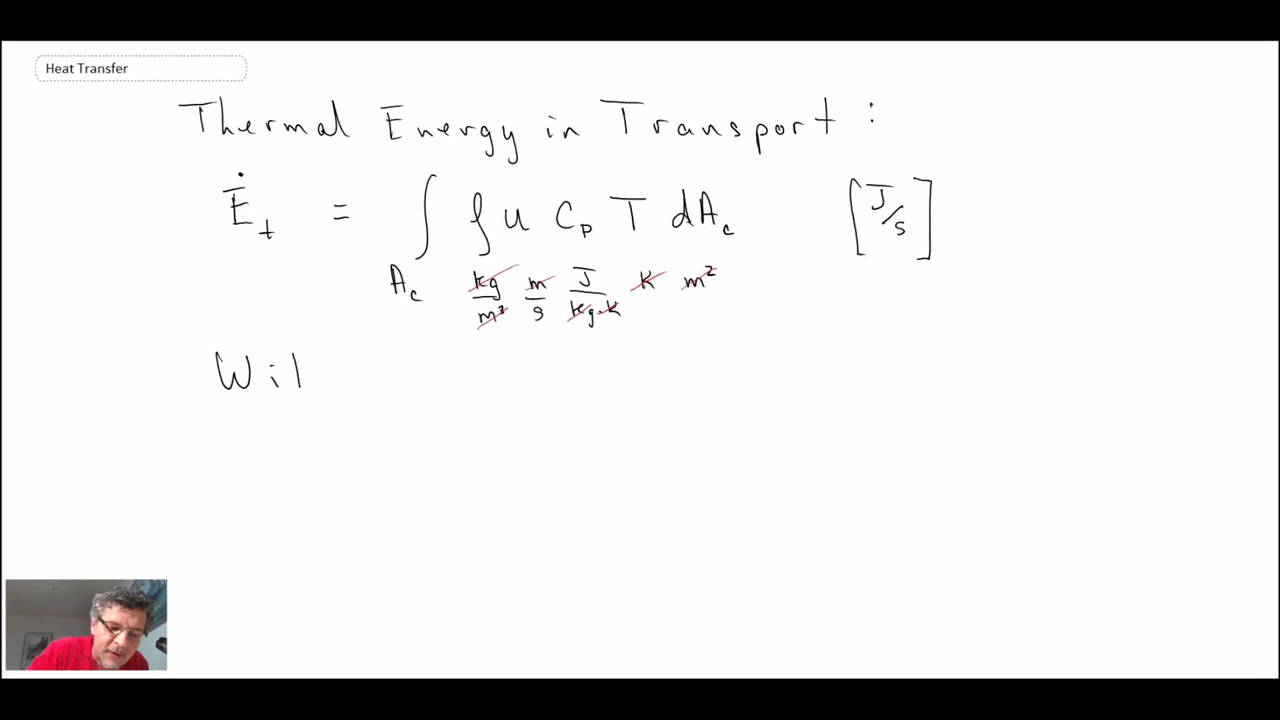 Heat Transfer
Thermal Energy in Transport :
Ė_t = ∫ ρ u C_p T dA_c [J/s]
A_c kg/m³ m/s J/kg·K K m²
Wil